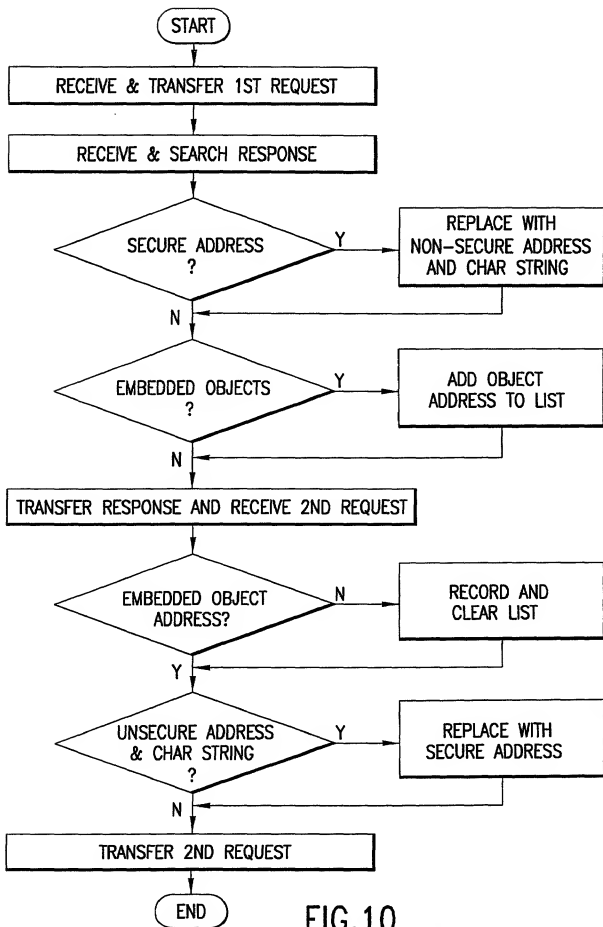 START
RECEIVE & TRANSFER 1ST REQUEST
RECEIVE & SEARCH RESPONSE
SECURE ADDRESS
?
Y
REPLACE WITH
NON-SECURE ADDRESS
AND CHAR STRING
N
EMBEDDED OBJECTS
?
Y
ADD OBJECT
ADDRESS TO LIST
N
TRANSFER RESPONSE AND RECEIVE 2ND REQUEST
EMBEDDED OBJECT
ADDRESS?
N
RECORD AND
CLEAR LIST
Y
UNSECURE ADDRESS
& CHAR STRING
?
Y
REPLACE WITH
SECURE ADDRESS
N
TRANSFER 2ND REQUEST
END
FIG.10